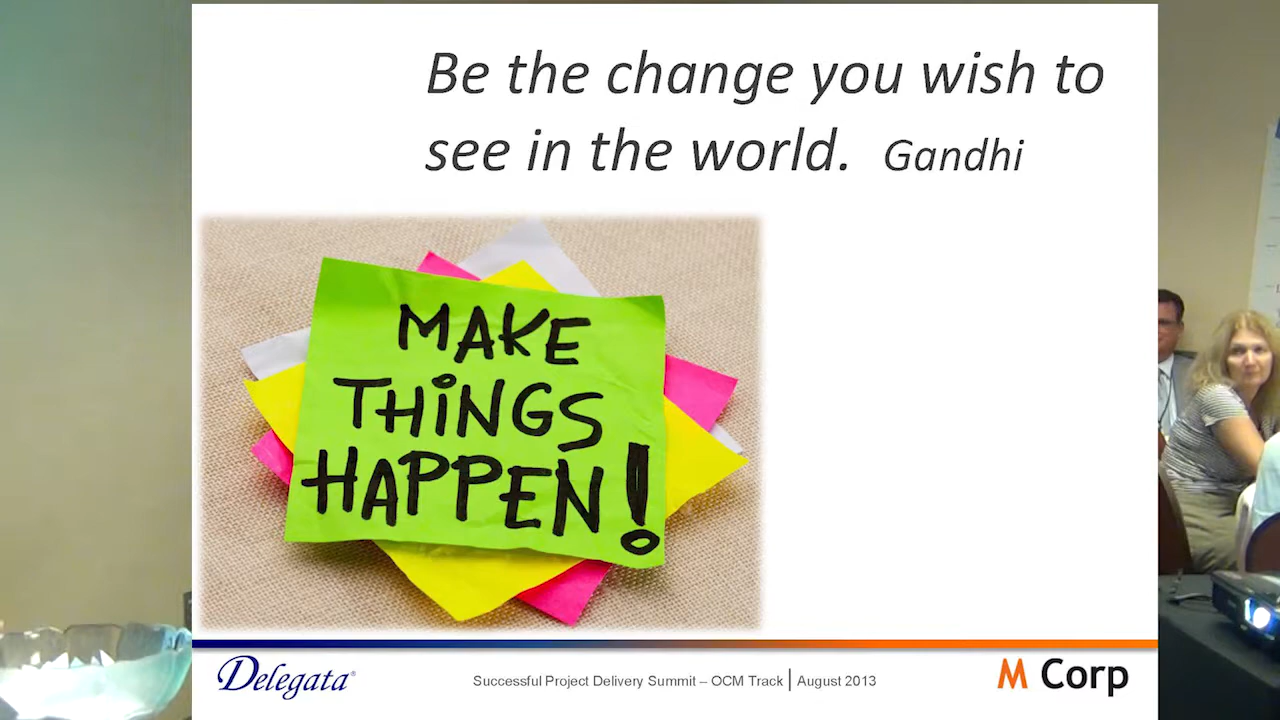 Be the change you wish to
see in the world. Gandhi
MAKE
THINGS
HAPPEN!
Delegata®
Successful Project Delivery Summit – OCM Track | August 2013
M Corp